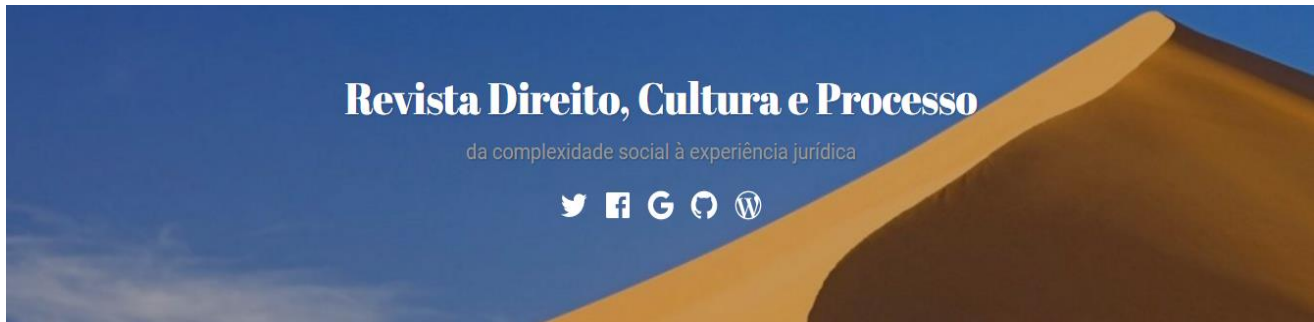 Revista Direito, Cultura e Processo
da complexidade social à experiência jurídica